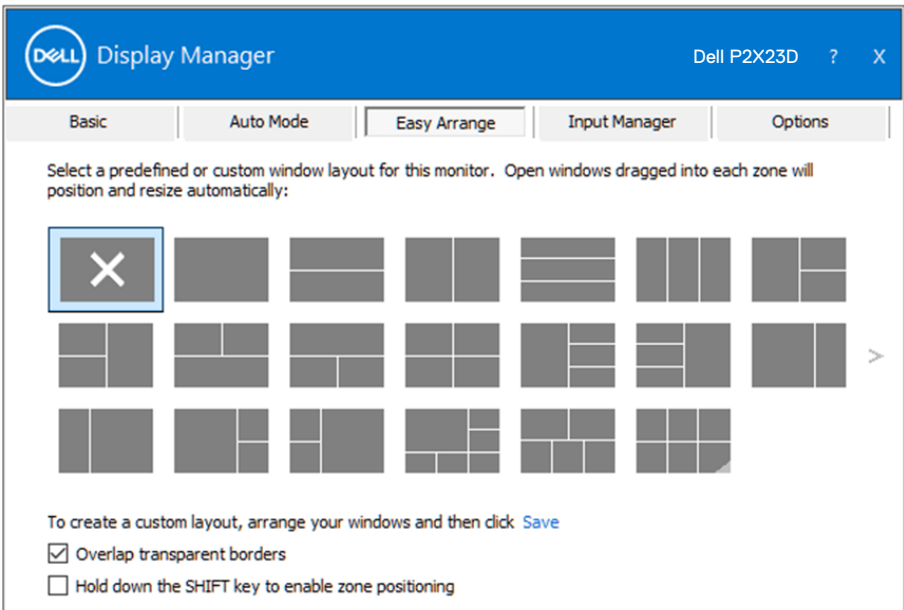 DELL Display Manager Dell P2X23D ? X
Basic Auto Mode Easy Arrange Input Manager Options
Select a predefined or custom window layout for this monitor. Open windows dragged into each zone will
position and resize automatically:
>
To create a custom layout, arrange your windows and then click Save
Overlap transparent borders
Hold down the SHIFT key to enable zone positioning